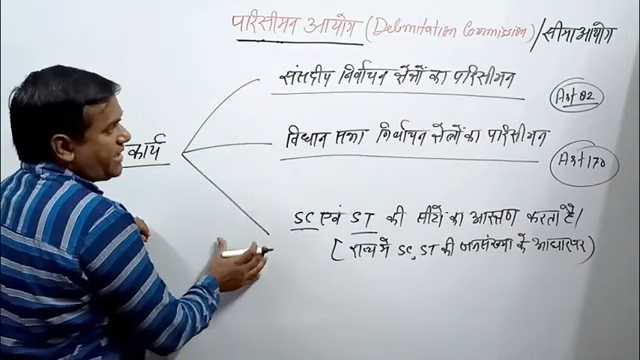 परिसीमन आयोग (Delimitation Commission) / सीमा आयोग
संसदीय निर्वाचन क्षेत्रों का परिसीमन
Art 82
कार्य
विधान सभा निर्वाचन क्षेत्रों का परिसीमन
Art 170
SC एवं ST की सीटों का आरक्षण करता है /
( राज्य में SC, ST की जनसंख्या के आधार पर )